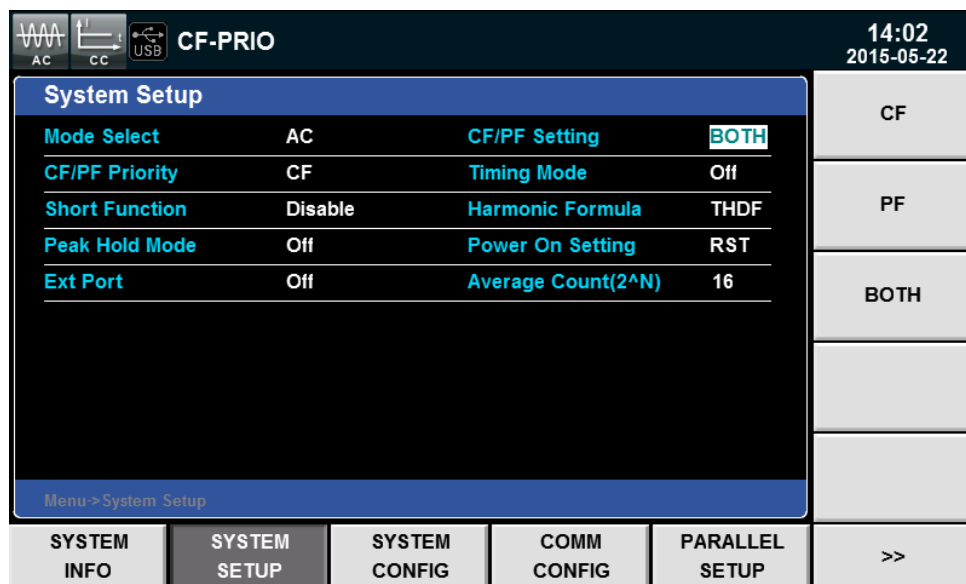 AC
CC
USB
CF-PRIO
14:02
2015-05-22
System Setup
Mode Select AC CF/PF Setting BOTH
CF/PF Priority CF Timing Mode Off
Short Function Disable Harmonic Formula THDF
Peak Hold Mode Off Power On Setting RST
Ext Port Off Average Count(2^N) 16
Menu->System Setup
CF
PF
BOTH
SYSTEM INFO
SYSTEM SETUP
SYSTEM CONFIG
COMM CONFIG
PARALLEL SETUP
>>